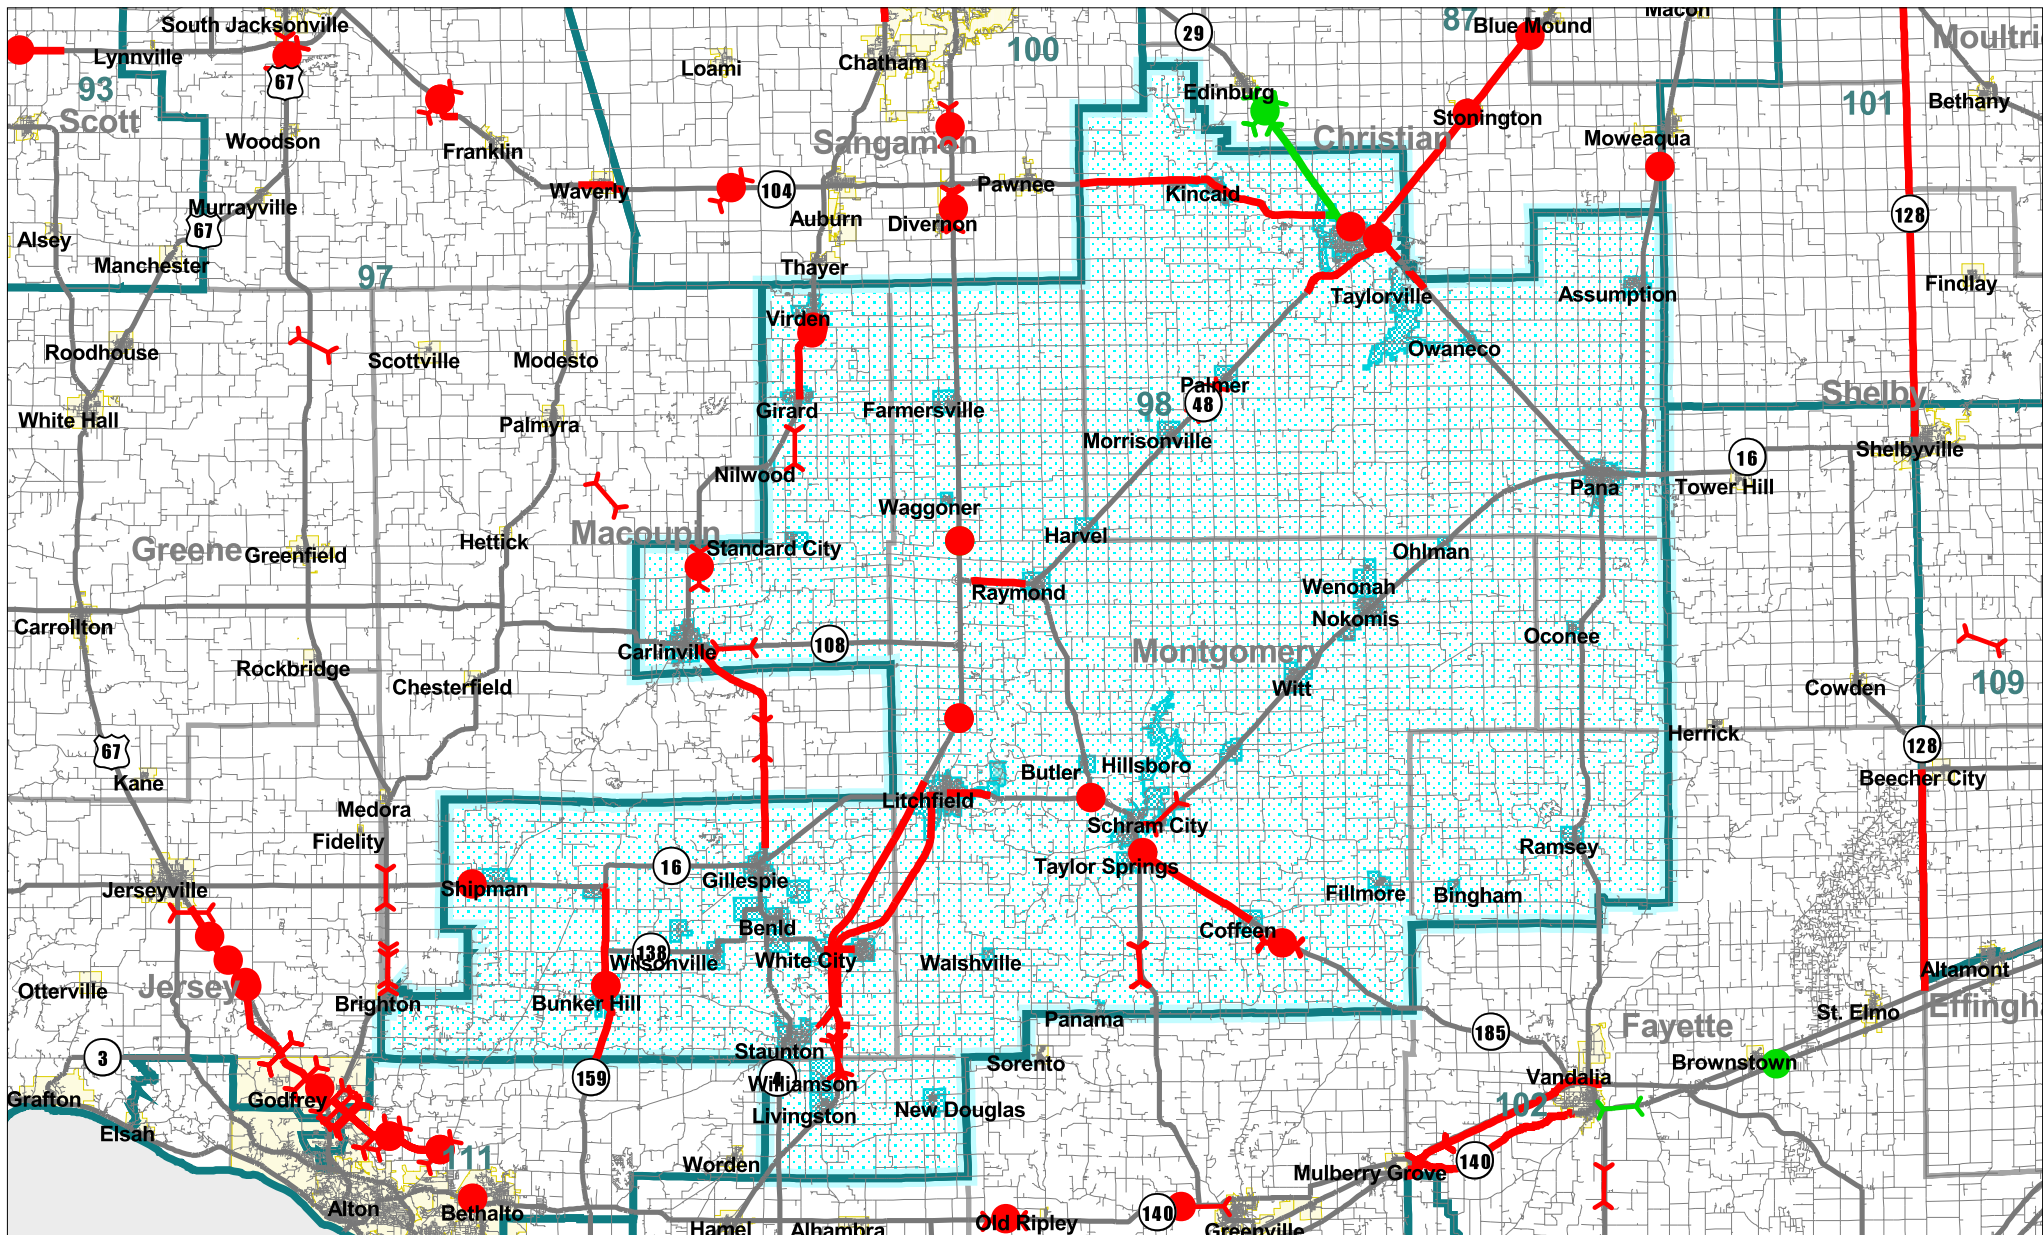 South Jacksonville
Lynnville
93
Scott
67
Woodson
Franklin
Loami
Chatham
100
29
87
Blue Mound
Macon
Moultri
Edinburg
Stonington
Christian
Moweaqua
101
Bethany
Sangamon
Murrayville
67
Waverly
104
Pawnee
Kincaid
Auburn
Divernon
128
Alsey
Manchester
97
Thayer
Taylorville
Assumption
Findlay
Virden
Roodhouse
Scottville
Modesto
Owaneco
White Hall
Palmyra
Girard
Farmersville
Palmer
98
48
Shelby
Morrisonville
Shelbyville
16
Nilwood
Pana
Tower Hill
Waggoner
Greene
Greenfield
Hettick
Macoupin
Standard City
Harvel
Ohlman
Carrollton
Raymond
Wenonah
Nokomis
Oconee
Rockbridge
Carlinville
108
Montgomery
Chesterfield
Witt
Cowden
109
67
Herrick
128
Kane
Butler
Hillsboro
Beecher City
Medora
Litchfield
Fidelity
Schram City
Ramsey
Jerseyville
Shipman
16
Gillespie
Taylor Springs
Fillmore
Bingham
Benld
Coffeen
138
Wilsonville
White City
Walshville
Altamont
Otterville
Jersey
Brighton
Bunker Hill
Panama
St. Elmo
Effingha
Fayette
185
3
Staunton
Sorento
Brownstown
159
4
Williamson
Vandalia
Grafton
Godfrey
Livingston
New Douglas
102
Elsah
111
Worden
Mulberry Grove
140
Alton
Bethalto
Hamel
Alhambra
Old Ripley
140
Greenville